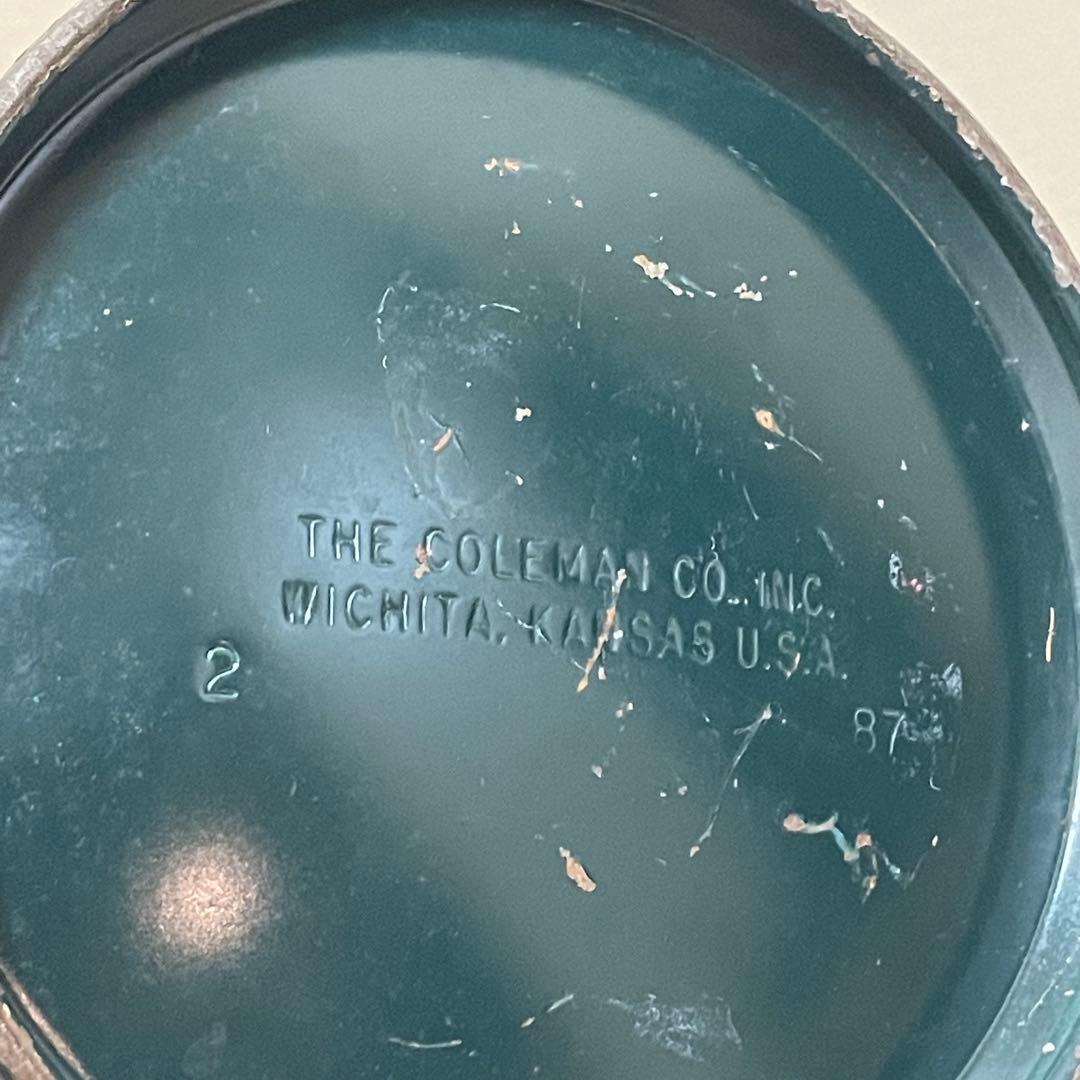 THE COLEMAN CO., INC.
WICHITA, KANSAS U.S.A.
2
87